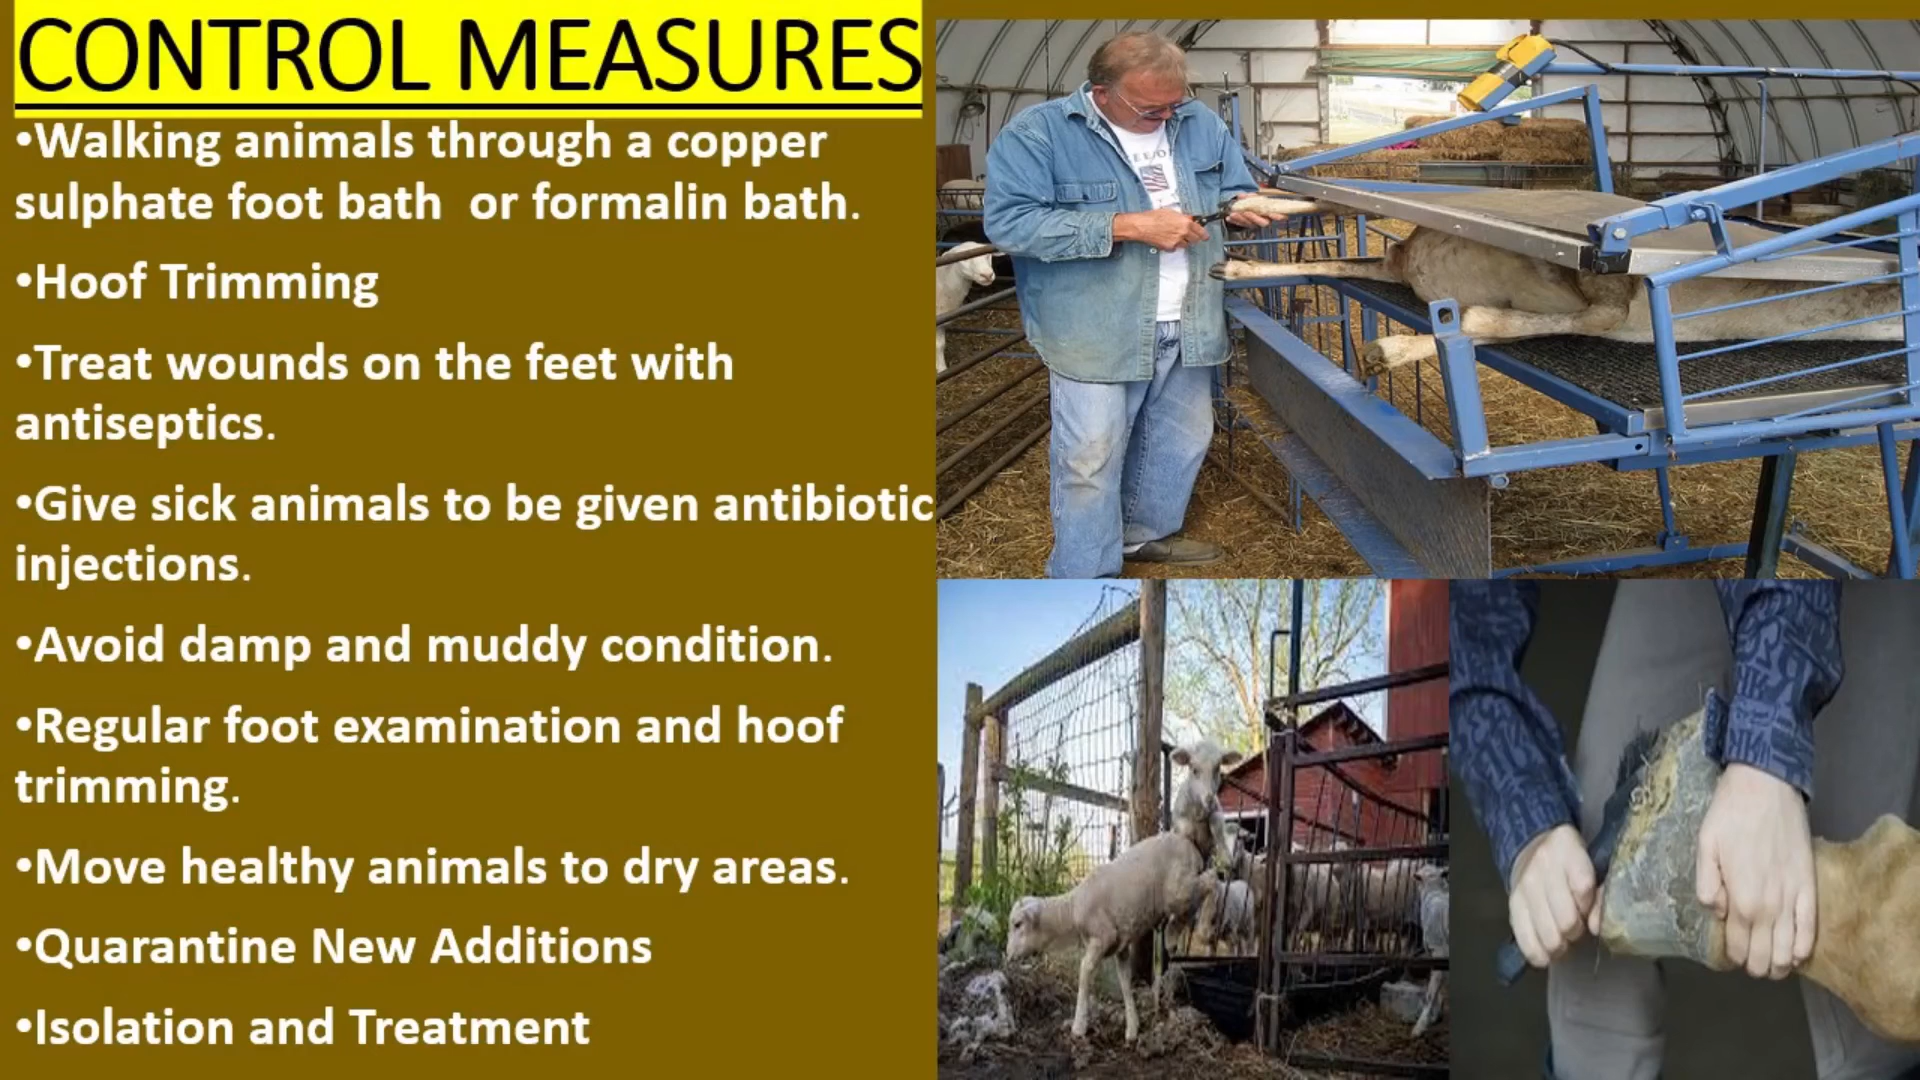 CONTROL MEASURES
•Walking animals through a copper
sulphate foot bath  or formalin bath.
•Hoof Trimming
•Treat wounds on the feet with
antiseptics.
•Give sick animals to be given antibiotic
injections.
•Avoid damp and muddy condition.
•Regular foot examination and hoof
trimming.
•Move healthy animals to dry areas.
•Quarantine New Additions
•Isolation and Treatment